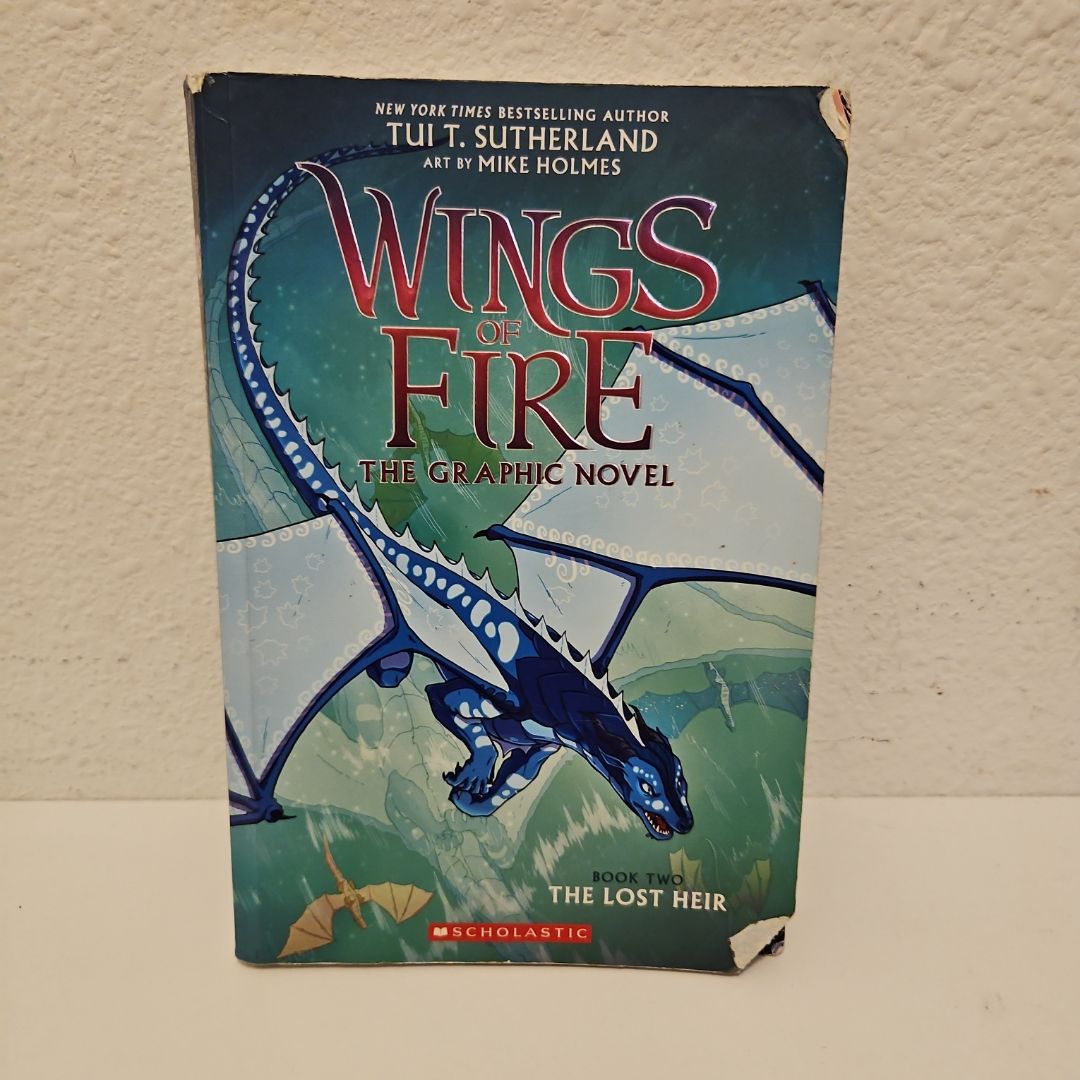 NEW YORK TIMES BESTSELLING AUTHOR
TUI T. SUTHERLAND
ART BY MIKE HOLMES
WINGS
OF
FIRE
THE GRAPHIC NOVEL
BOOK TWO
THE LOST HEIR
SCHOLASTIC